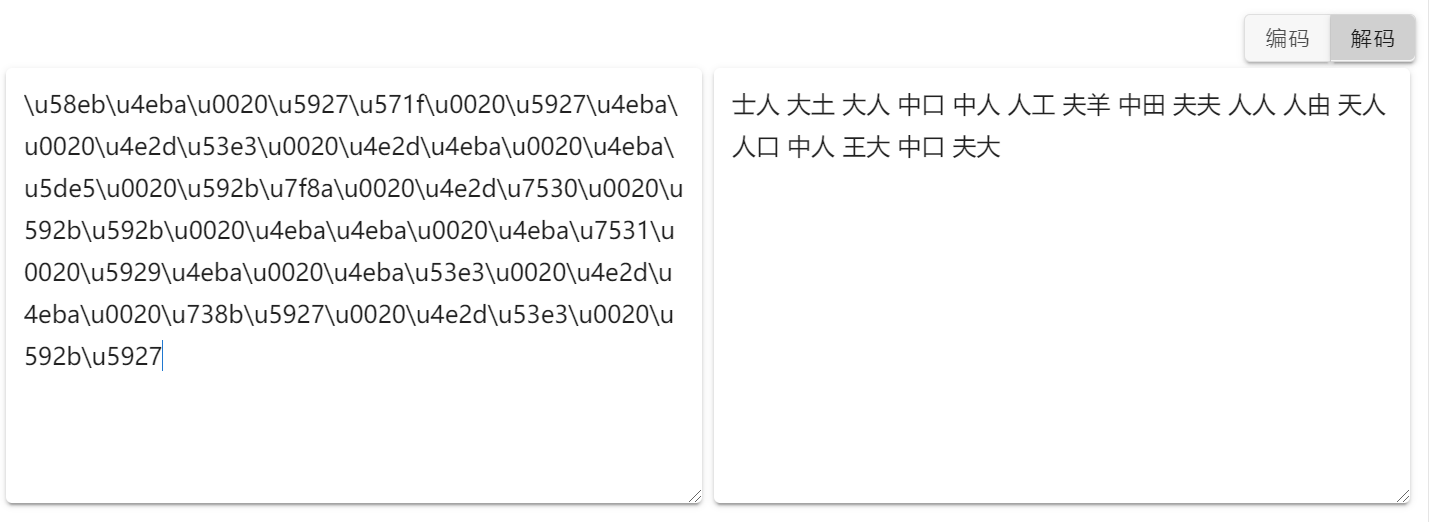 编码 解码
\u58eb\u4eba\u0020\u5927\u571f\u0020\u5927\u4eba\
u0020\u4e2d\u53e3\u0020\u4e2d\u4eba\u0020\u4eba\
u5de5\u0020\u592b\u7f8a\u0020\u4e2d\u7530\u0020\u
592b\u592b\u0020\u4eba\u4eba\u0020\u4eba\u7531\u
0020\u5929\u4eba\u0020\u4eba\u53e3\u0020\u4e2d\u
4eba\u0020\u738b\u5927\u0020\u4e2d\u53e3\u0020\u
592b\u5927
士人 大土 大人 中口 中人 人工 夫羊 中田 夫夫 人人 人由 天人
人口 中人 王大 中口 夫大